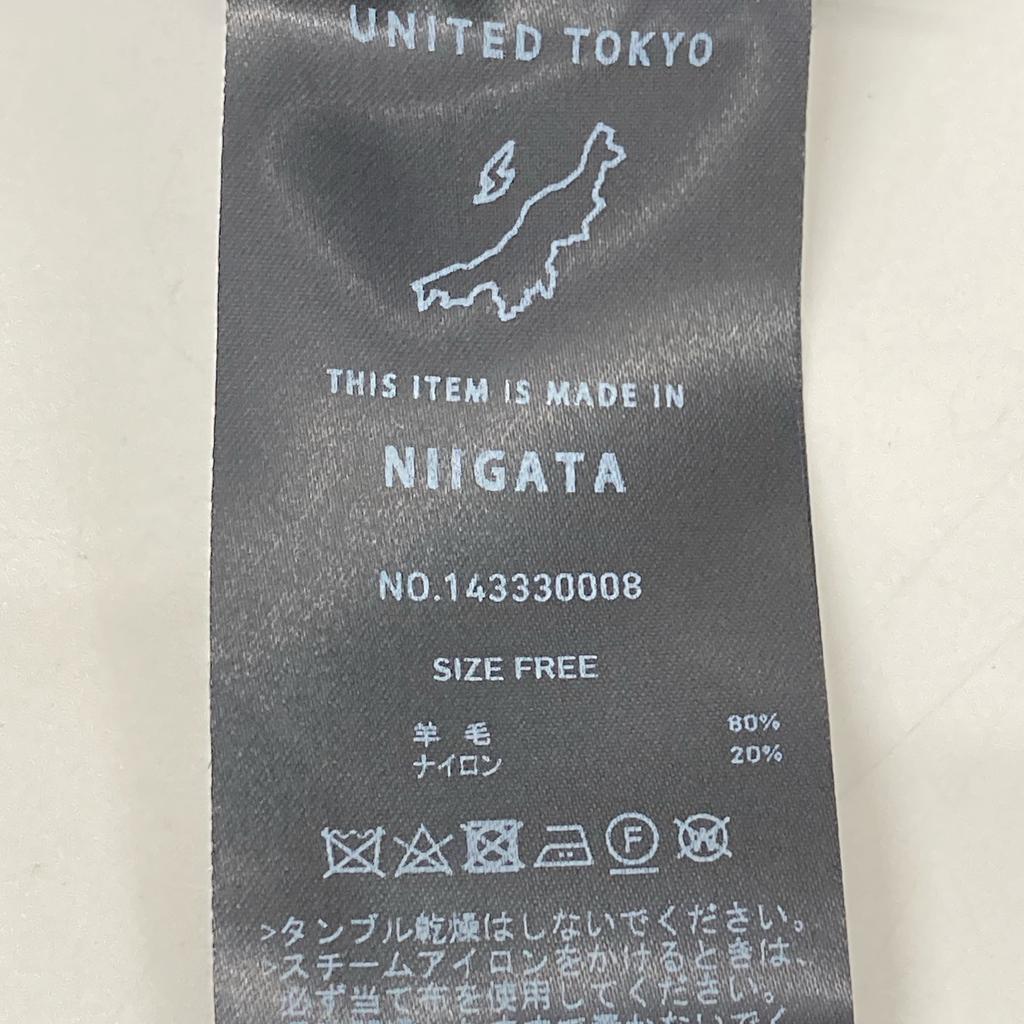 UNITED TOKYO
THIS ITEM IS MADE IN
NIIGATA
NO.143330008
SIZE FREE
羊毛 80%
ナイロン 20%
F
W
>タンブル乾燥はしないでください。
>スチームアイロンをかけるときは、
必ず当て布を使用してください。